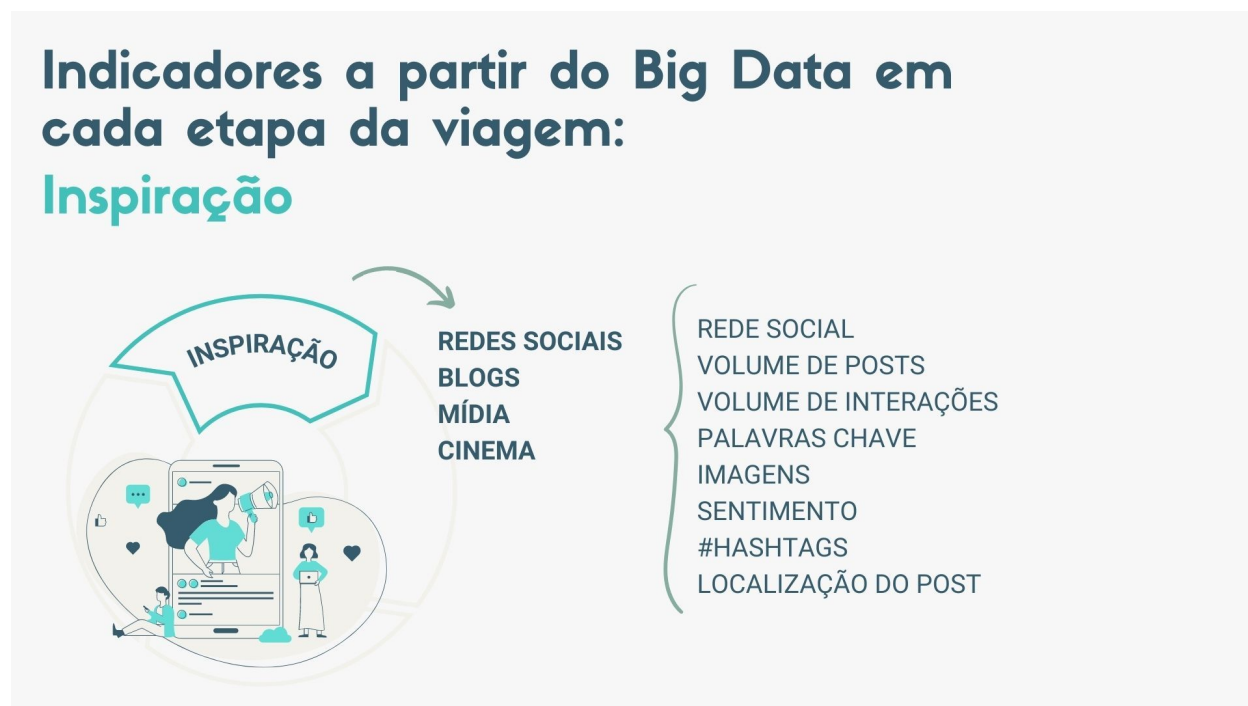 Indicadores a partir do Big Data em
cada etapa da viagem:
Inspiração
INSPIRAÇÃO
REDES SOCIAIS
BLOGS
MÍDIA
CINEMA
REDE SOCIAL
VOLUME DE POSTS
VOLUME DE INTERAÇÕES
PALAVRAS CHAVE
IMAGENS
SENTIMENTO
#HASHTAGS
LOCALIZAÇÃO DO POST